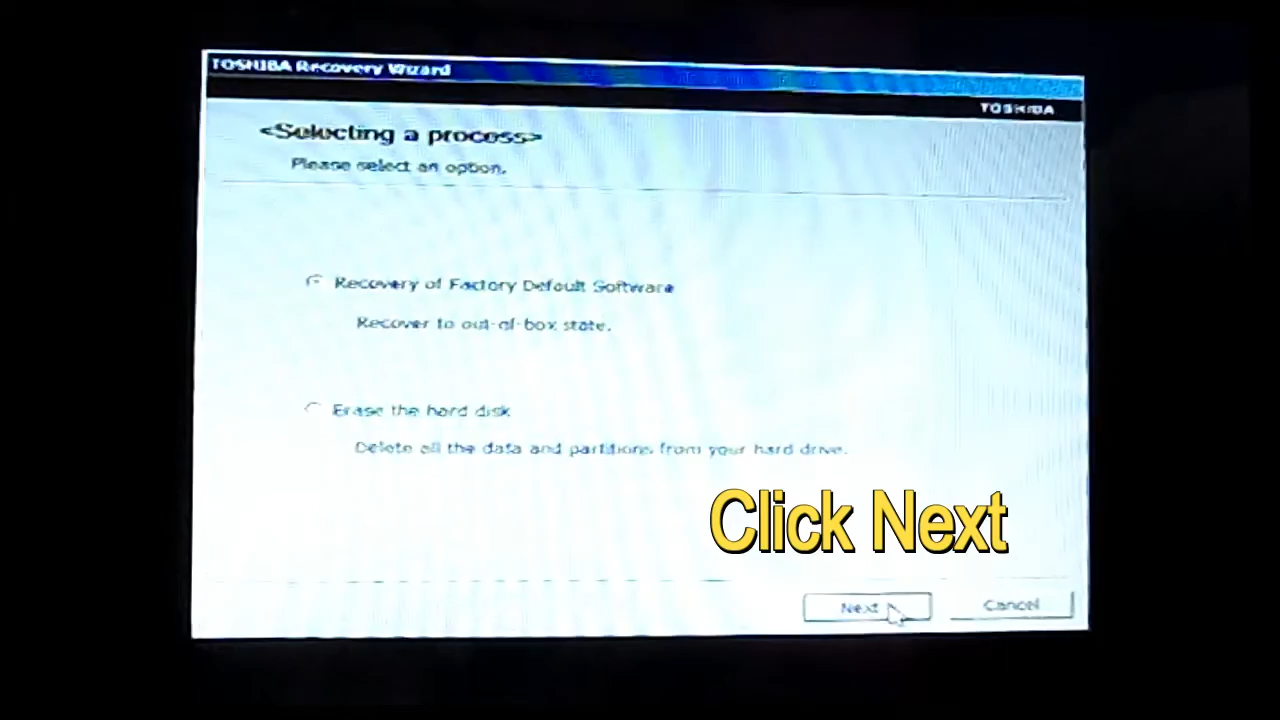 TOSHIBA Recovery Wizard
TOSHIBA
<Selecting a process>
Please select an option.
Recovery of Factory Default Software
Recover to out-of-box state.
Erase the hard disk
Delete all the data and partitions from your hard drive.
Click Next
Next
Cancel